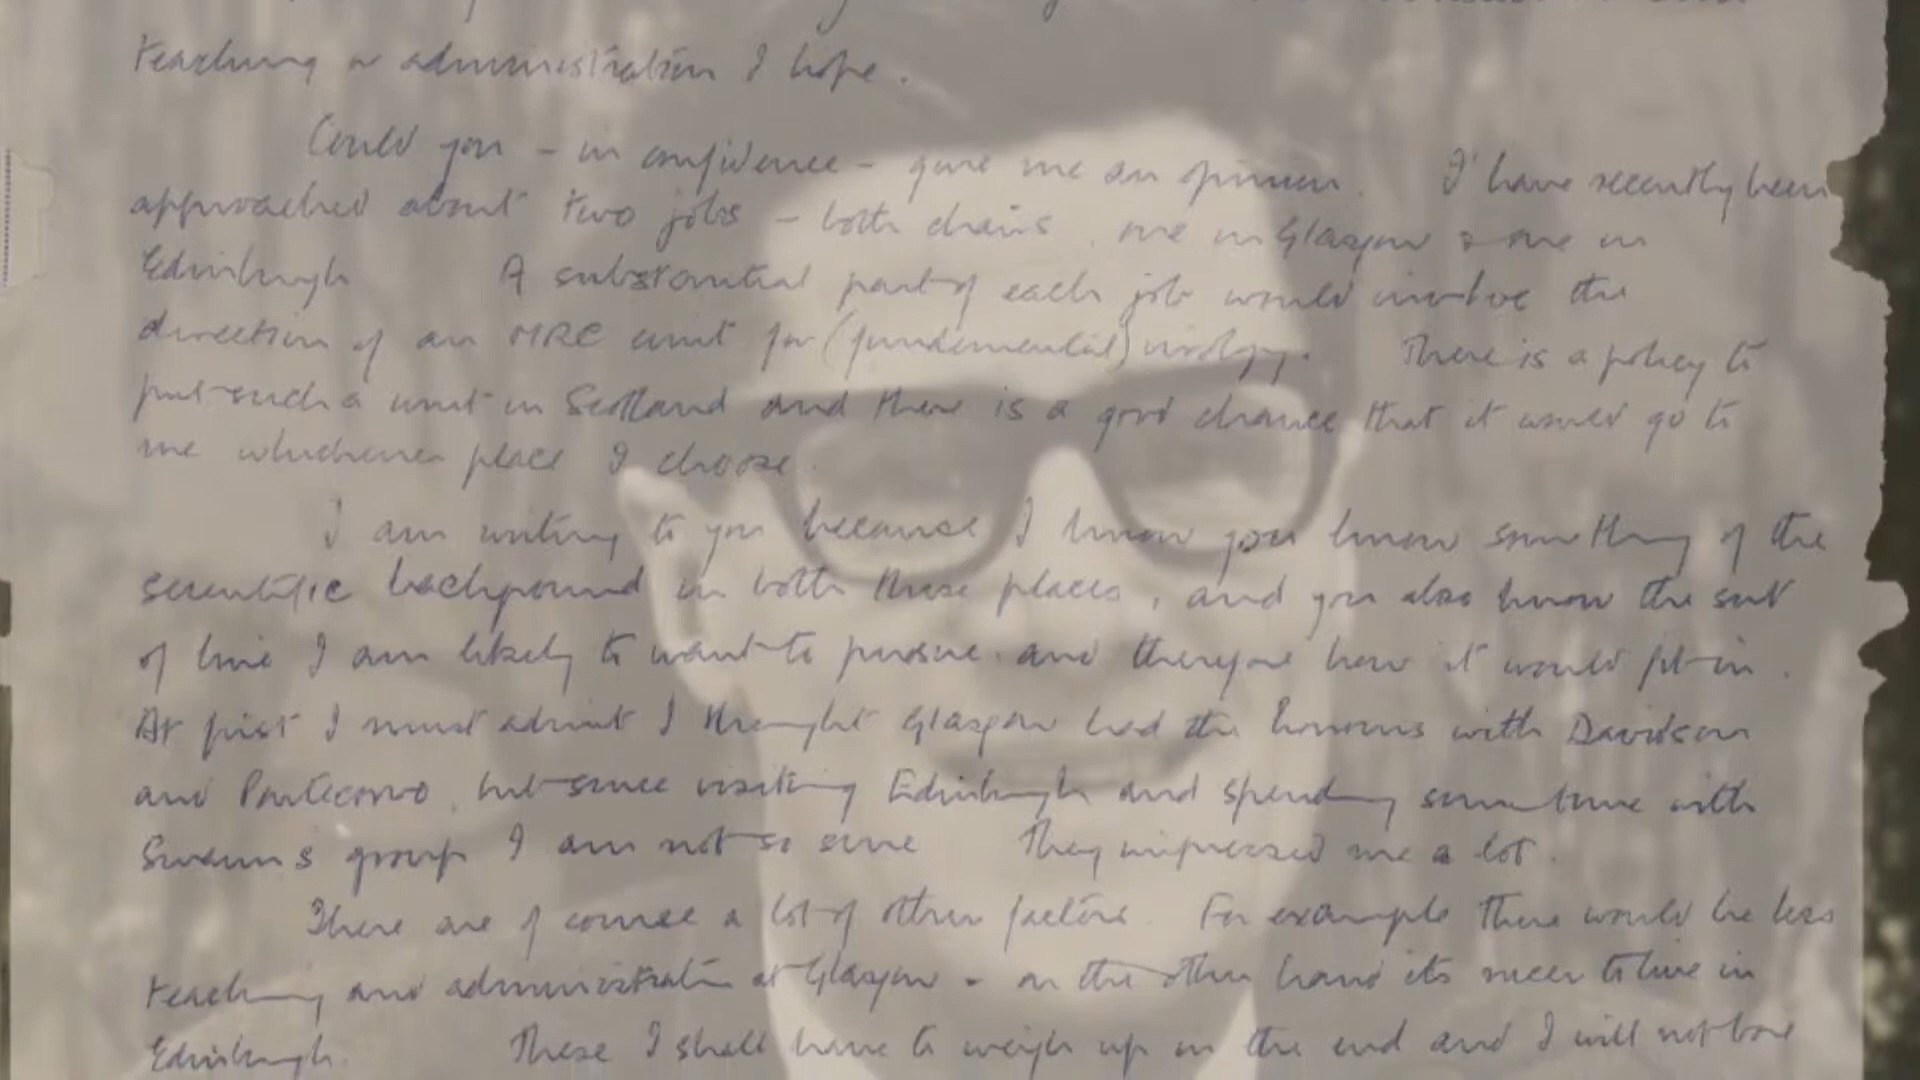 teaching or administration I hope.
Could you - in confidence - give me an opinion. I have recently been
approached about two jobs - both chairs, one in Glasgow & one in
Edinburgh A substantial part of each job would involve the
direction of an MRC unit for (fundamental) virology. There is a policy to
put such a unit in Scotland and there is a good chance that it would go to
me whichever place I choose.
I am writing to you because I know you know something of the
scientific background in both these places, and you also know the sort
of line I am likely to want to pursue and therefore how it would fit in.
At first I must admit I thought Glasgow had the honours with Davidson
and Pontecorvo, but since visiting Edinburgh and spending some time with
Swann's group I am not so sure They impressed me a lot.
There are of course a lot of other factors. For example there would be less
teaching and administration at Glasgow - on the other hand its nicer to live in
Edinburgh. These I shall have to weigh up in the end and I will not bore